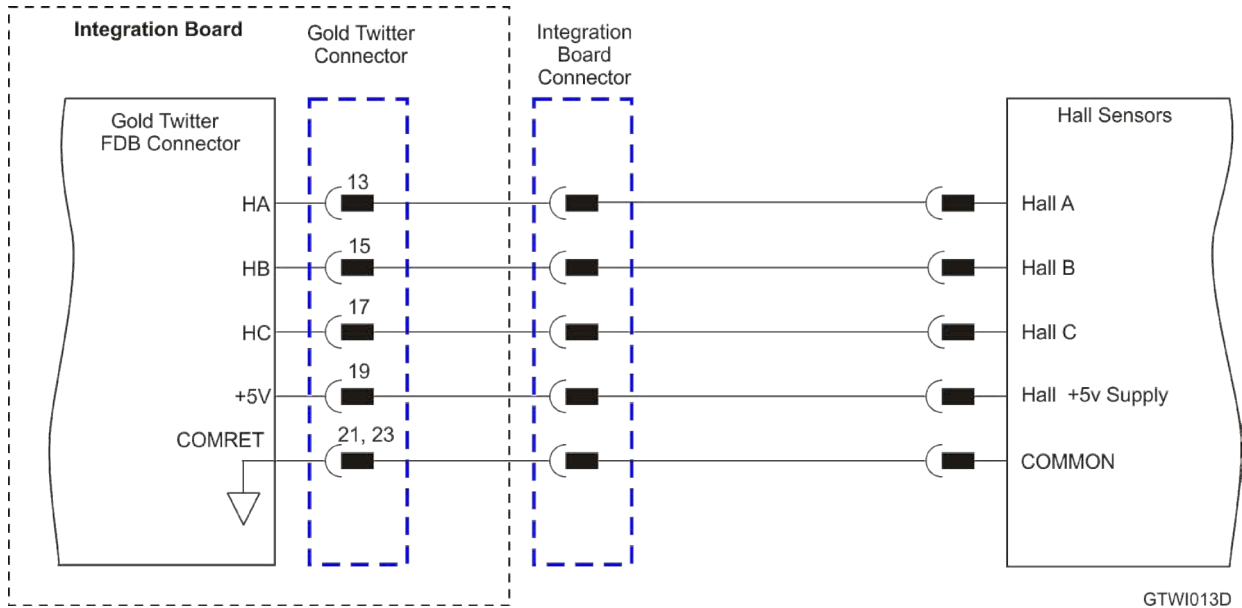 Integration Board
Gold Twitter
Connector
Integration
Board
Connector
Gold Twitter
FDB Connector
Hall Sensors
HA
13
Hall A
HB
15
Hall B
HC
17
Hall C
+5V
19
Hall +5v Supply
COMRET
21, 23
COMMON
GTWI013D